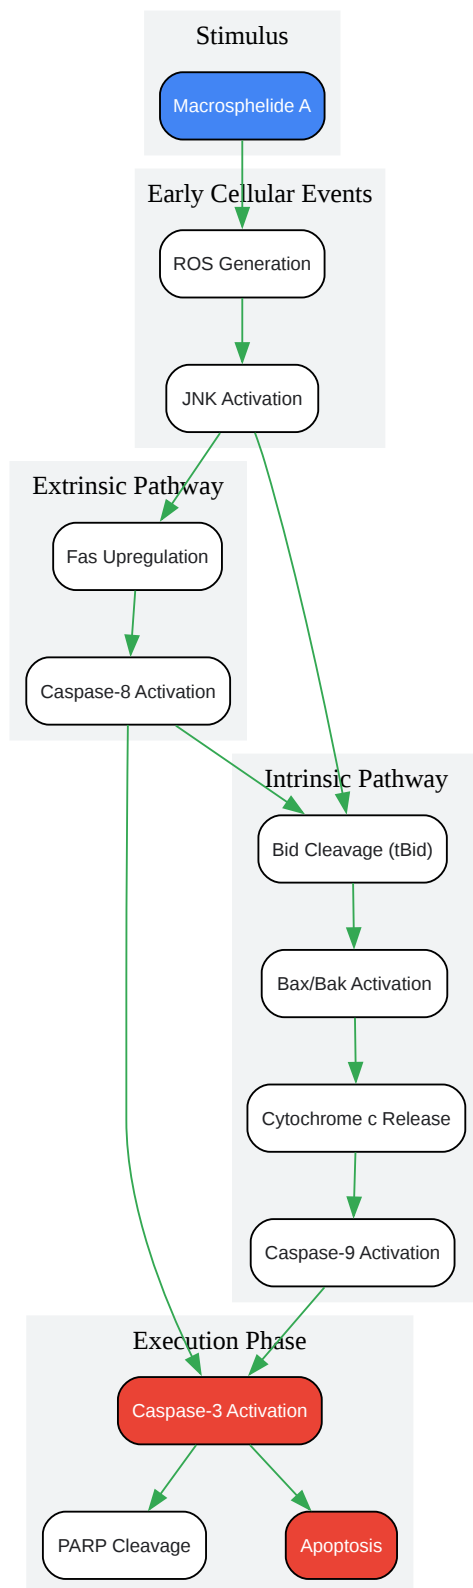 Stimulus
Macrosphelide A
Early Cellular Events
ROS Generation
JNK Activation
Extrinsic Pathway
Fas Upregulation
Caspase-8 Activation
Intrinsic Pathway
Bid Cleavage (tBid)
Bax/Bak Activation
Cytochrome c Release
Caspase-9 Activation
Execution Phase
Caspase-3 Activation
PARP Cleavage
Apoptosis